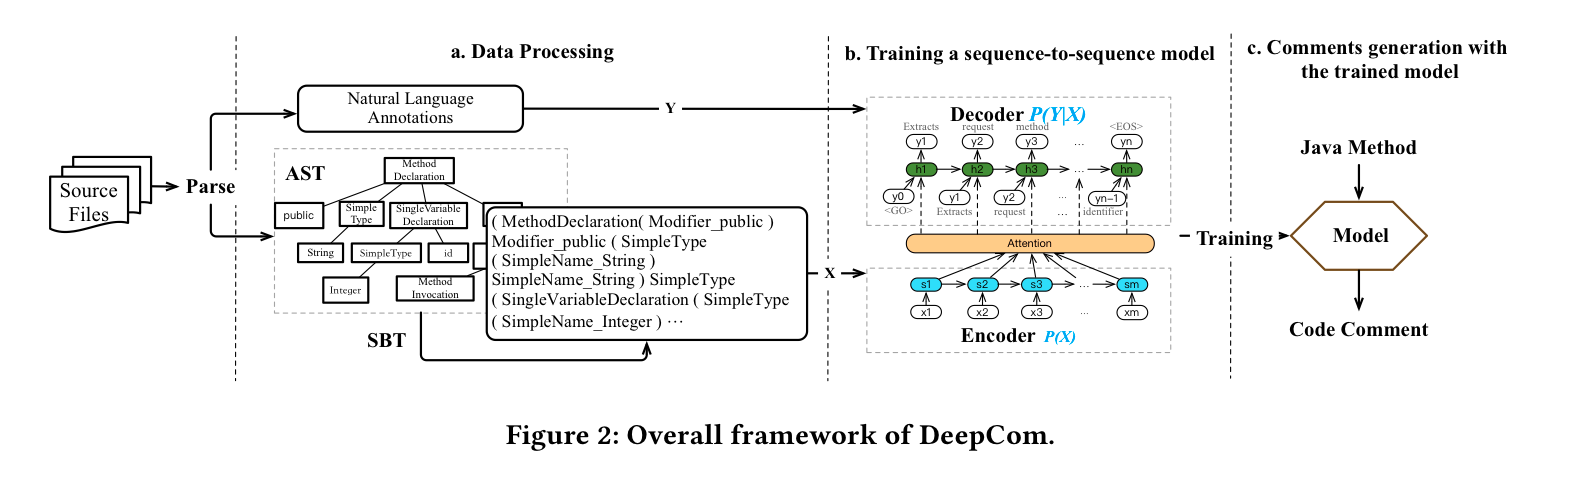 a. Data Processing
b. Training a sequence-to-sequence model
c. Comments generation with
the trained model
Source
Files
Parse
Natural Language
Annotations
Y
AST
Method
Declaration
public
Simple
Type
SingleVariable
Declaration
String
SimpleType
id
Integer
Method
Invocation
SBT
( MethodDeclaration( Modifier_public )
Modifier_public ( SimpleType
( SimpleName_String )
SimpleName_String ) SimpleType
( SingleVariableDeclaration ( SimpleType
( SimpleName_Integer ) ⋯
X
Decoder P(Y|X)
Extracts request method <EOS>
y1 y2 y3 ... yn
h1 h2 h3 ... hn
y0 y1 y2 ... yn−1
<GO> Extracts request ... identifier
Attention
s1 s2 s3 ... sm
x1 x2 x3 ... xm
Encoder P(X)
Training
Java Method
Model
Code Comment
Figure 2: Overall framework of DeepCom.